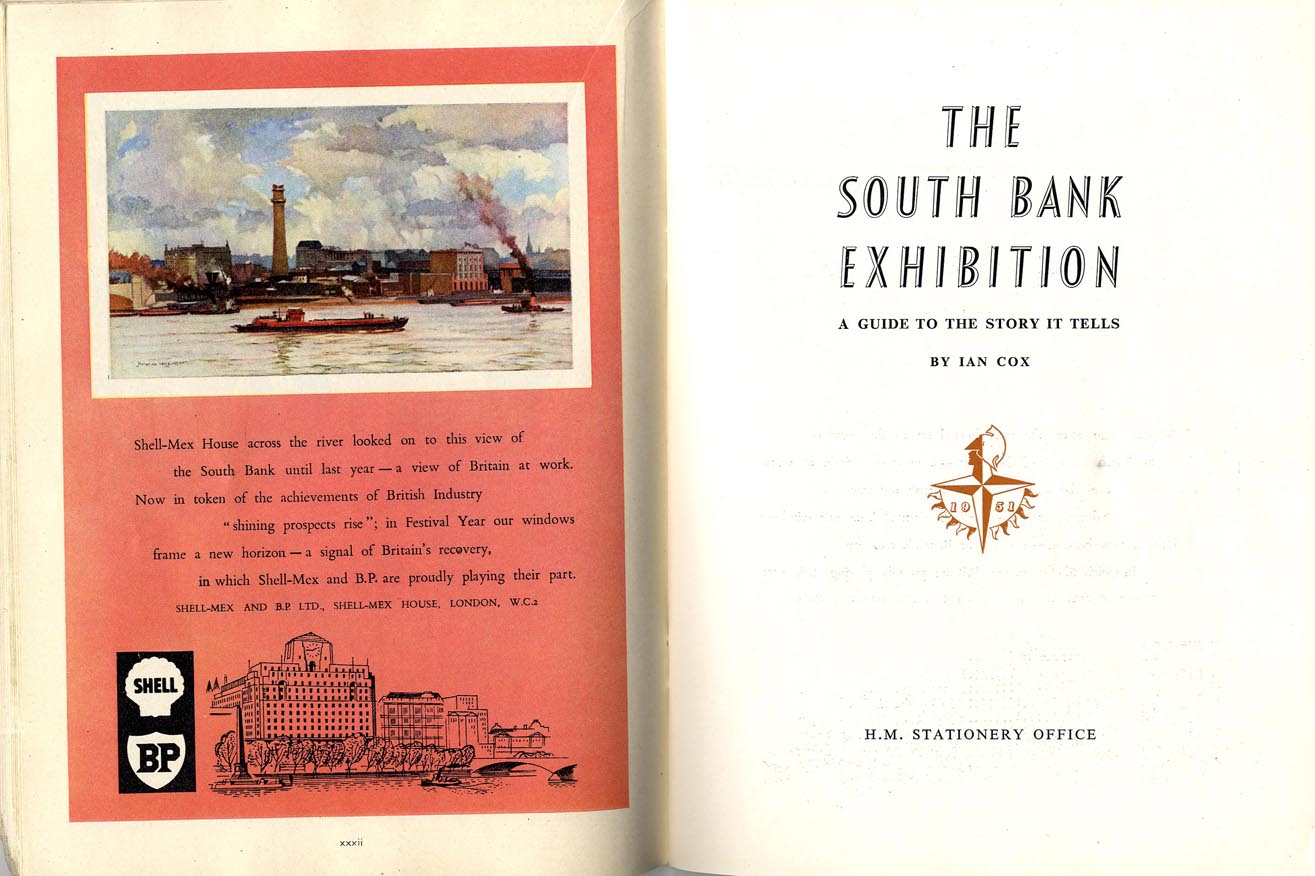 Shell-Mex House across the river looked on to this view of
the South Bank until last year — a view of Britain at work.
Now in token of the achievements of British Industry
“shining prospects rise”; in Festival Year our windows
frame a new horizon — a signal of Britain's recovery,
in which Shell-Mex and B.P. are proudly playing their part.
SHELL-MEX AND B.P. LTD., SHELL-MEX HOUSE, LONDON, W.C.2
SHELL
BP
xxxii
THE
SOUTH BANK
EXHIBITION
A GUIDE TO THE STORY IT TELLS
BY IAN COX
19 51
H.M. STATIONERY OFFICE